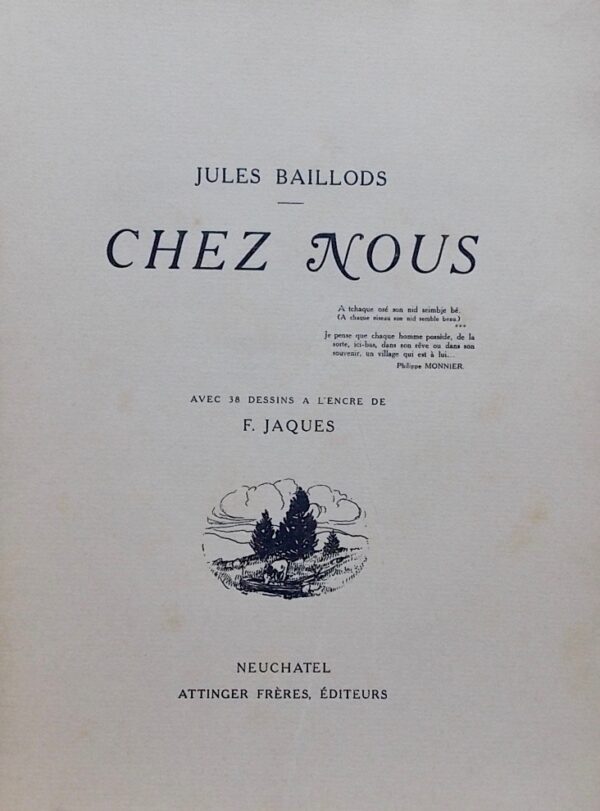 JULES BAILLODS
CHEZ NOUS
A tchaque osé son nid seimbje bé.
(A chaque oiseau son nid semble beau.)
***
Je pense que chaque homme possède, de la
sorte, ici-bas, dans son rêve ou dans son
souvenir, un village qui est à lui...
Philippe MONNIER.
AVEC 38 DESSINS A L'ENCRE DE
F. JAQUES
NEUCHATEL
ATTINGER FRÈRES, ÉDITEURS